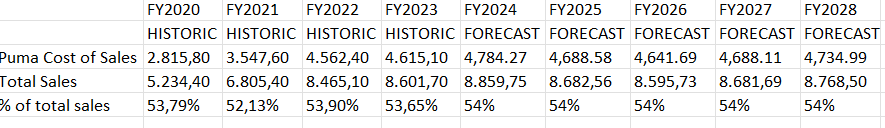 FY2020 FY2021 FY2022 FY2023 FY2024 FY2025 FY2026 FY2027 FY2028
HISTORIC HISTORIC HISTORIC HISTORIC FORECAST FORECAST FORECAST FORECAST FORECAST
Puma Cost of Sales 2.815,80 3.547,60 4.562,40 4.615,10 4,784.27 4,688.58 4,641.69 4,688.11 4,734.99
Total Sales 5.234,40 6.805,40 8.465,10 8.601,70 8.859,75 8.682,56 8.595,73 8.681,69 8.768,50
% of total sales 53,79% 52,13% 53,90% 53,65% 54% 54% 54% 54% 54%